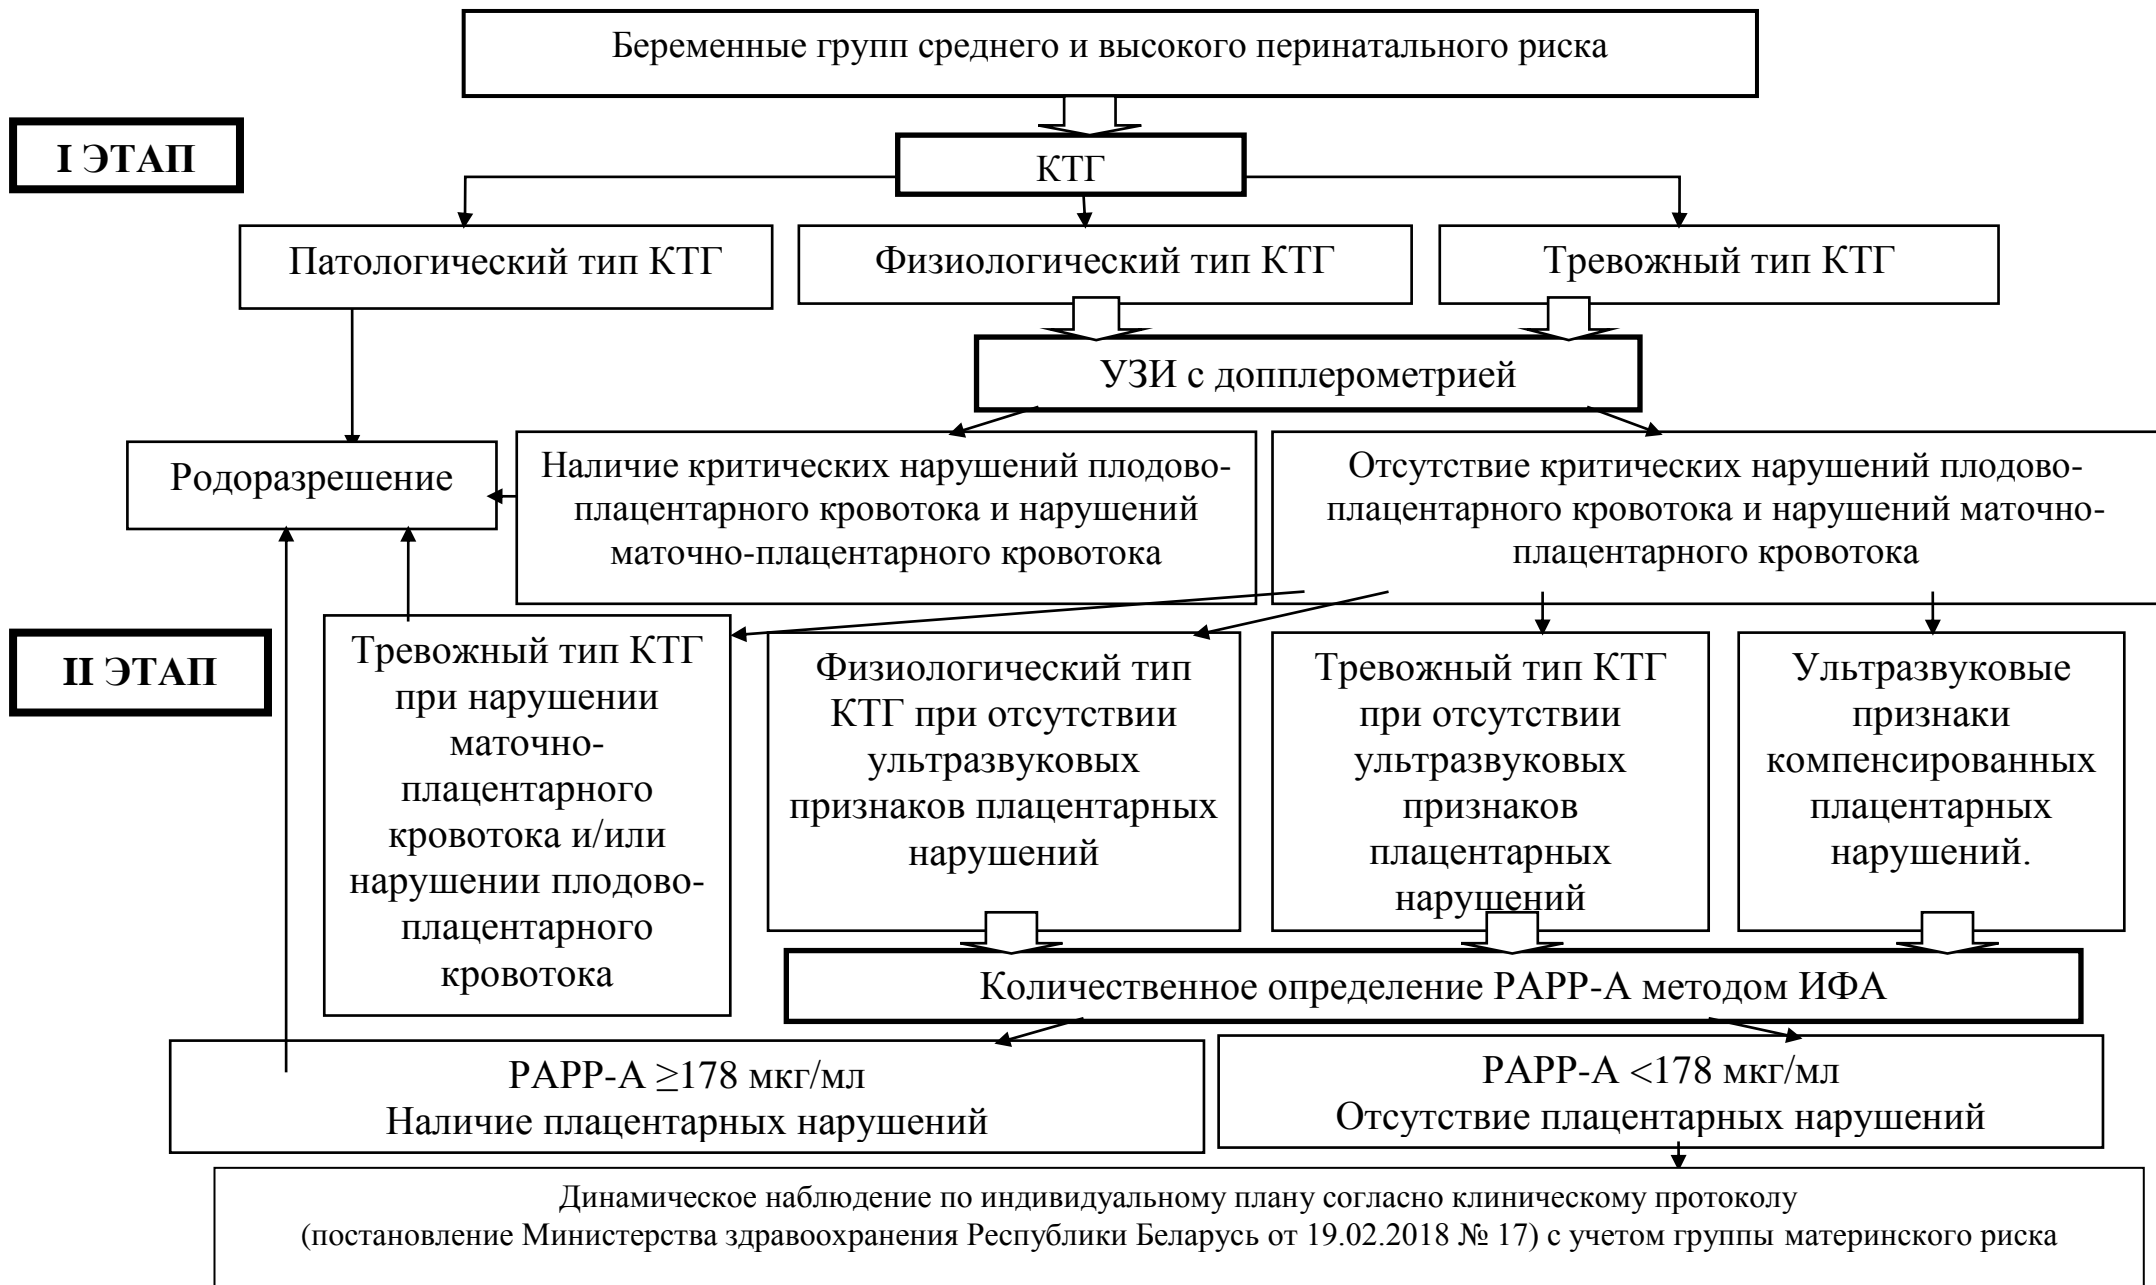 Беременные групп среднего и высокого перинатального риска
I ЭТАП
КТГ
Патологический тип КТГ
Физиологический тип КТГ
Тревожный тип КТГ
УЗИ с допплерометрией
Родоразрешение
Наличие критических нарушений плодово-
плацентарного кровотока и нарушений
маточно-плацентарного кровотока
Отсутствие критических нарушений плодово-
плацентарного кровотока и нарушений маточно-
плацентарного кровотока
II ЭТАП
Тревожный тип КТГ
при нарушении
маточно-
плацентарного
кровотока и/или
нарушении плодово-
плацентарного
кровотока
Физиологический тип
КТГ при отсутствии
ультразвуковых
признаков плацентарных
нарушений
Тревожный тип КТГ
при отсутствии
ультразвуковых
признаков
плацентарных
нарушений
Ультразвуковые
признаки
компенсированных
плацентарных
нарушений.
Количественное определение РАРР-А методом ИФА
РАРР-А ≥178 мкг/мл
Наличие плацентарных нарушений
РАРР-А <178 мкг/мл
Отсутствие плацентарных нарушений
Динамическое наблюдение по индивидуальному плану согласно клиническому протоколу
(постановление Министерства здравоохранения Республики Беларусь от 19.02.2018 № 17) с учетом группы материнского риска